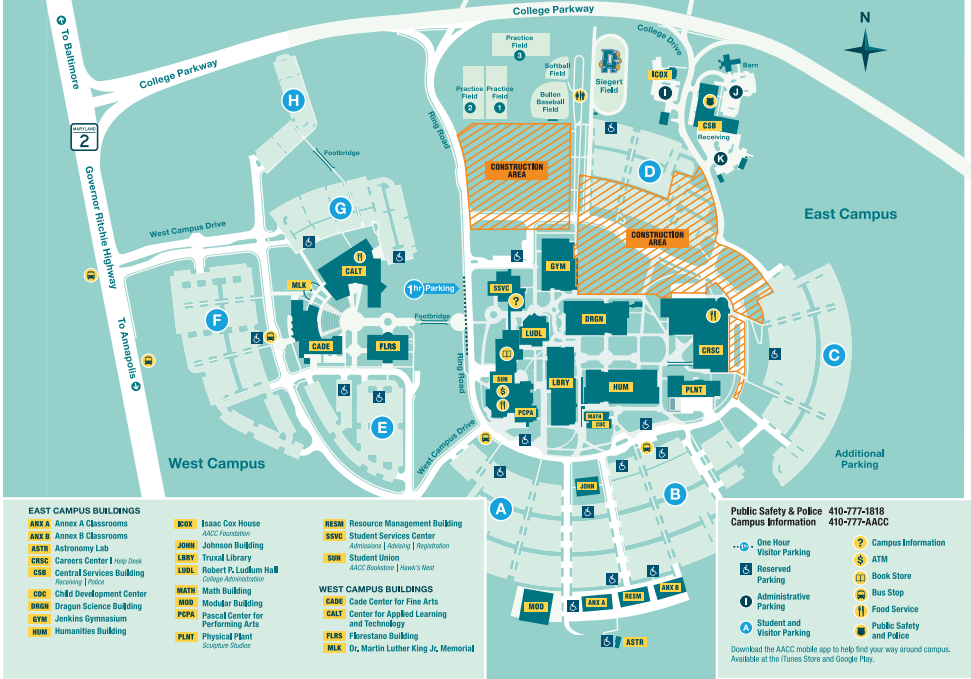 College Parkway
To Baltimore
College Parkway
MARYLAND
2
Governor Ritchie Highway
To Annapolis
H
Footbridge
G
West Campus Drive
F
MLK
CALT
CADE
FLRS
Footbridge
1hr Parking
E
West Campus
West Campus Drive
Ring Road
Ring Road
Practice
Field
3
Practice
Field
2
Practice
Field
1
Softball
Field
Bullen
Baseball
Field
Siegert
Field
College Drive
N
ICOX
I
Barn
J
CSB
Receiving
K
D
CONSTRUCTION
AREA
CONSTRUCTION
AREA
East Campus
GYM
SSVC
?
LUDL
DRGN
CRSC
SUN
$
PCPA
LBRY
HUM
PLNT
MATH
CDC
C
Additional
Parking
A
JOHN
B
MOD
ANX A
RESM
ANX B
ASTR
EAST CAMPUS BUILDINGS
ANX A Annex A Classrooms
ANX B Annex B Classrooms
ASTR Astronomy Lab
CRSC Careers Center | Help Desk
CSB Central Services Building
Receiving | Police
CDC Child Development Center
DRGN Dragun Science Building
GYM Jenkins Gymnasium
HUM Humanities Building
ICOX Isaac Cox House
AACC Foundation
JOHN Johnson Building
LBRY Truxal Library
LUDL Robert P. Ludlum Hall
College Administration
MATH Math Building
MOD Modular Building
PCPA Pascal Center for
Performing Arts
PLNT Physical Plant
Sculpture Studios
RESM Resource Management Building
SSVC Student Services Center
Admissions | Advising | Registration
SUN Student Union
AACC Bookstore | Hawk's Nest
WEST CAMPUS BUILDINGS
CADE Cade Center for Fine Arts
CALT Center for Applied Learning
and Technology
FLRS Florestano Building
MLK Dr. Martin Luther King Jr. Memorial
Public Safety & Police 410-777-1818
Campus Information 410-777-AACC
One Hour
Visitor Parking
Reserved
Parking
I Administrative
Parking
A Student and
Visitor Parking
? Campus Information
$ ATM
Book Store
Bus Stop
Food Service
Public Safety
and Police
Download the AACC mobile app to help find your way around campus.
Available at the iTunes Store and Google Play.